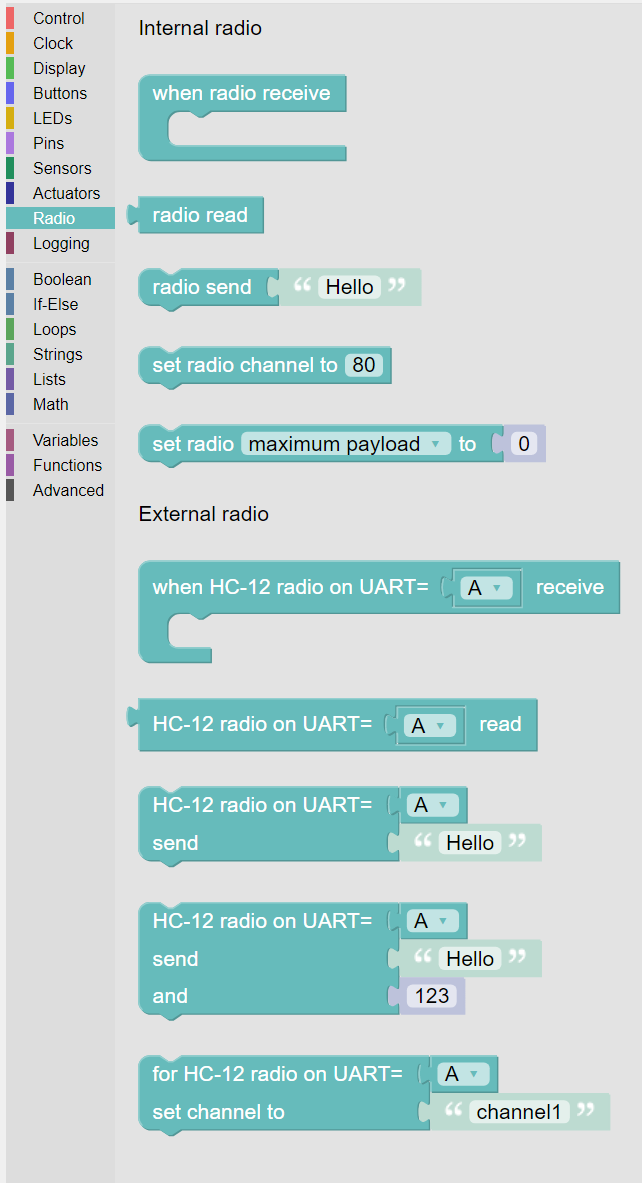 Control
Clock
Display
Buttons
LEDs
Pins
Sensors
Actuators
Radio
Logging
Boolean
If-Else
Loops
Strings
Lists
Math
Variables
Functions
Advanced
Internal radio
when radio receive
radio read
radio send “ Hello ”
set radio channel to 80
set radio maximum payload to 0
External radio
when HC-12 radio on UART= A receive
HC-12 radio on UART= A read
HC-12 radio on UART= A
send “ Hello ”
HC-12 radio on UART= A
send “ Hello ”
and 123
for HC-12 radio on UART= A
set channel to “ channel1 ”